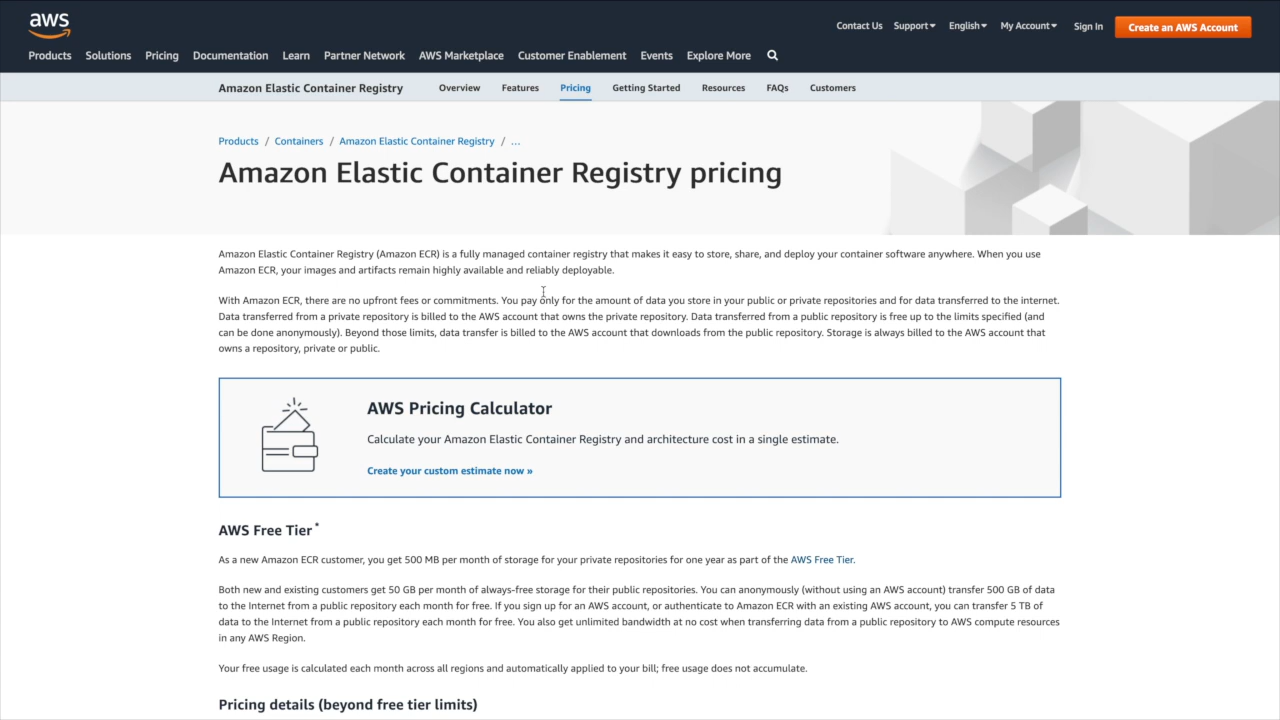 aws
Contact Us Support English My Account Sign In Create an AWS Account
Products Solutions Pricing Documentation Learn Partner Network AWS Marketplace Customer Enablement Events Explore More
Amazon Elastic Container Registry Overview Features Pricing Getting Started Resources FAQs Customers
Products / Containers / Amazon Elastic Container Registry / ...
Amazon Elastic Container Registry pricing
Amazon Elastic Container Registry (Amazon ECR) is a fully managed container registry that makes it easy to store, share, and deploy your container software anywhere. When you use
Amazon ECR, your images and artifacts remain highly available and reliably deployable.
With Amazon ECR, there are no upfront fees or commitments. You pay only for the amount of data you store in your public or private repositories and for data transferred to the internet.
Data transferred from a private repository is billed to the AWS account that owns the private repository. Data transferred from a public repository is free up to the limits specified (and
can be done anonymously). Beyond those limits, data transfer is billed to the AWS account that downloads from the public repository. Storage is always billed to the AWS account that
owns a repository, private or public.
AWS Pricing Calculator
Calculate your Amazon Elastic Container Registry and architecture cost in a single estimate.
Create your custom estimate now »
AWS Free Tier *
As a new Amazon ECR customer, you get 500 MB per month of storage for your private repositories for one year as part of the AWS Free Tier.
Both new and existing customers get 50 GB per month of always-free storage for their public repositories. You can anonymously (without using an AWS account) transfer 500 GB of data
to the Internet from a public repository each month for free. If you sign up for an AWS account, or authenticate to Amazon ECR with an existing AWS account, you can transfer 5 TB of
data to the Internet from a public repository each month for free. You also get unlimited bandwidth at no cost when transferring data from a public repository to AWS compute resources
in any AWS Region.
Your free usage is calculated each month across all regions and automatically applied to your bill; free usage does not accumulate.
Pricing details (beyond free tier limits)